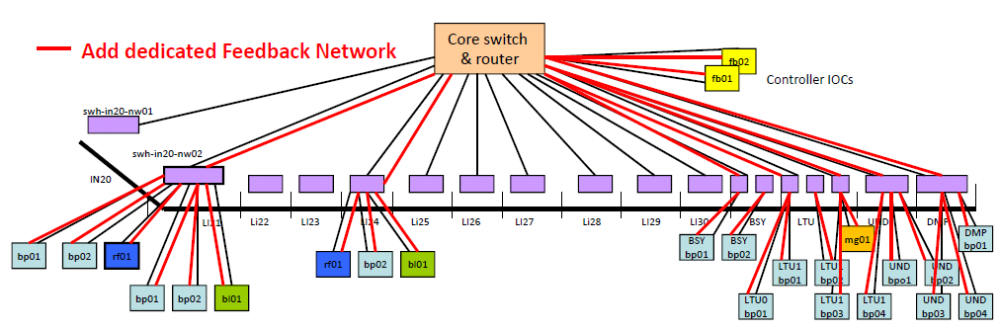 Add dedicated Feedback Network
Core switch
& router
fb02
fb01
Controller IOCs
swh-in20-nw01
swh-in20-nw02
IN20
LI21
LI22
LI23
LI24
LI25
LI26
LI27
LI28
LI29
LI30
BSY
LTU
UND
DMP
bp01
bp02
rf01
rf01
bp02
bl01
BSY
bp01
BSY
bp02
mg01
DMP
bp01
bp01
bp02
bl01
LTU1
bp01
LTU1
bp02
UND
bpo1
UND
bp02
LTU0
bp01
LTU1
bp03
LTU1
bp04
UND
bp03
UND
bp04